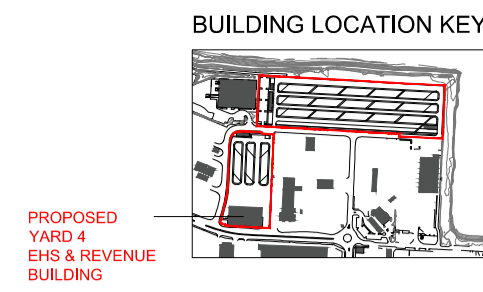 BUILDING LOCATION KEY
PROPOSED
YARD 4
EHS & REVENUE
BUILDING